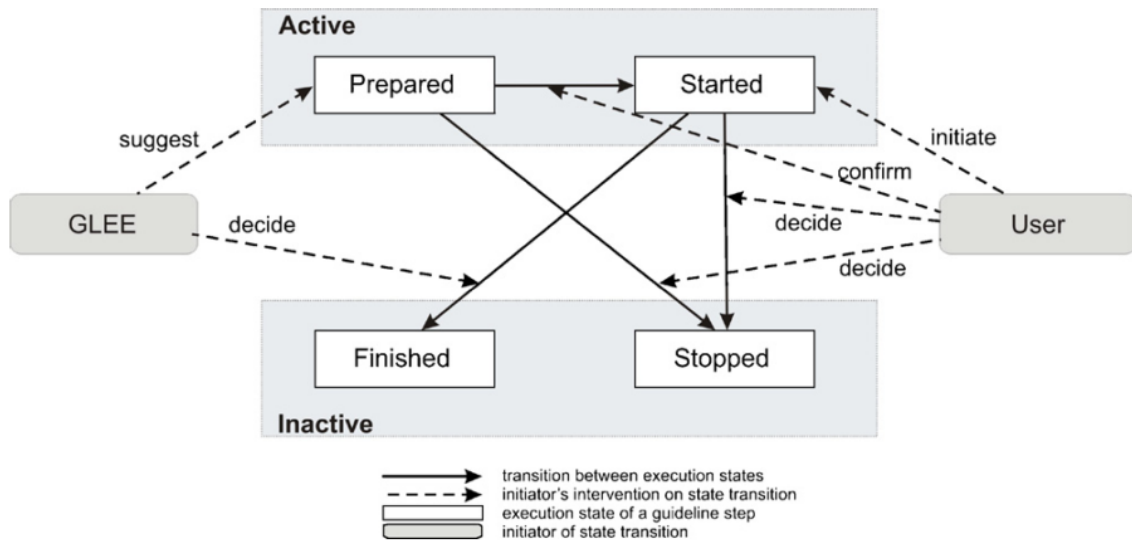 Active
Prepared
Started
suggest
initiate
confirm
GLEE
decide
decide
User
decide
Finished
Stopped
Inactive
transition between execution states
initiator's intervention on state transition
execution state of a guideline step
initiator of state transition